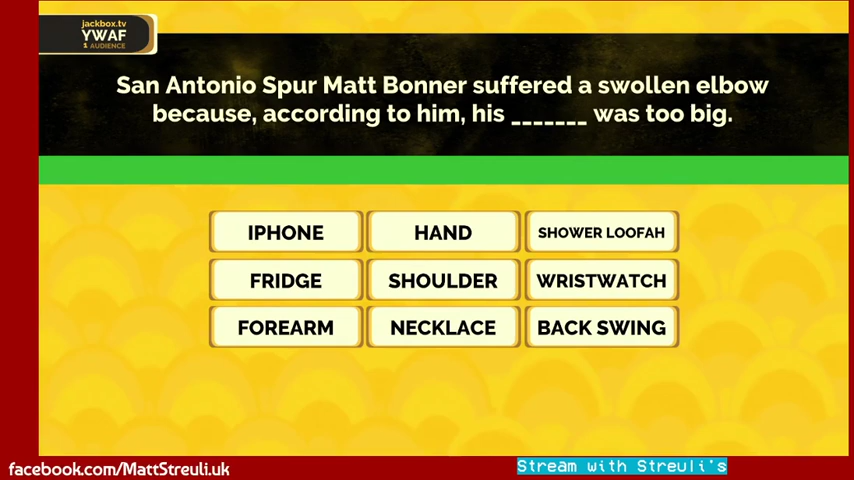 jackbox.tv
YWAF
1 AUDIENCE
San Antonio Spur Matt Bonner suffered a swollen elbow
because, according to him, his _______ was too big.
IPHONE
HAND
SHOWER LOOFAH
FRIDGE
SHOULDER
WRISTWATCH
FOREARM
NECKLACE
BACK SWING
facebook.com/MattStreuli.uk
Stream with Streuli's